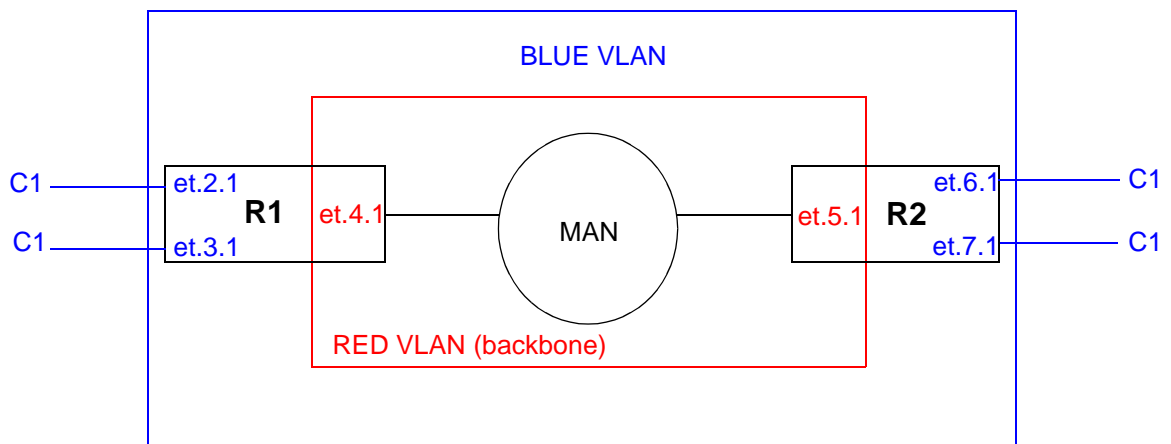 BLUE VLAN
C1
et.2.1
R1
et.4.1
C1
et.3.1
MAN
et.6.1
C1
et.5.1
R2
et.7.1
C1
RED VLAN (backbone)